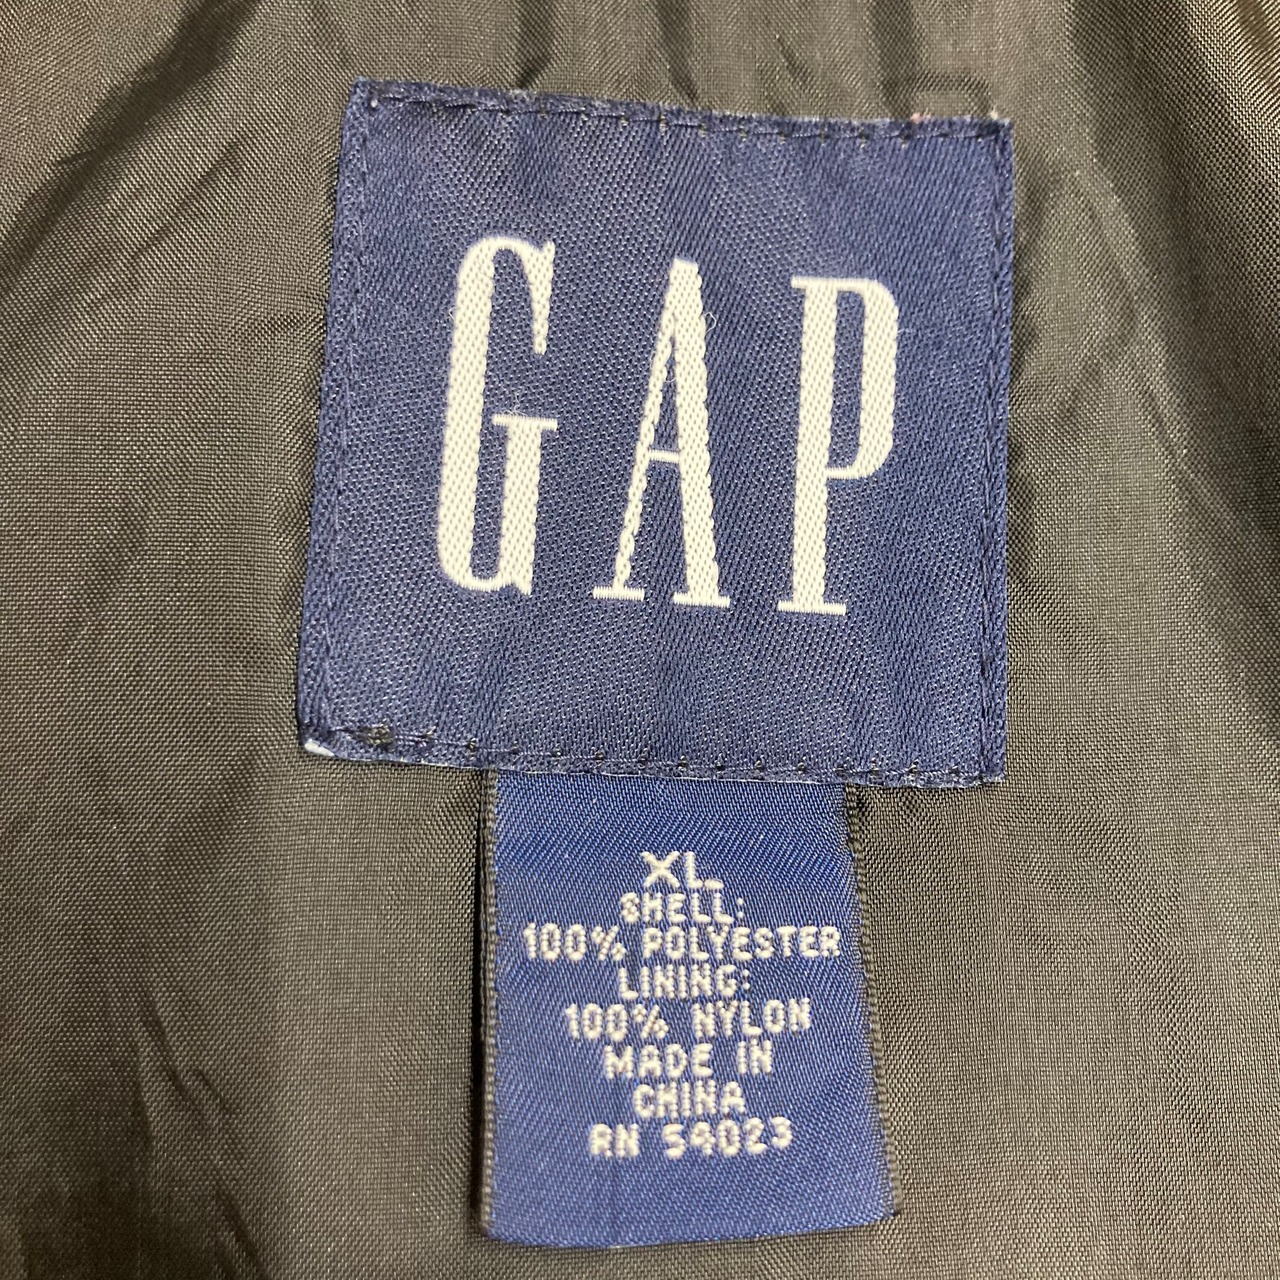 GAP
XL
SHELL:
100% POLYESTER
LINING:
100% NYLON
MADE IN
CHINA
RN 54023